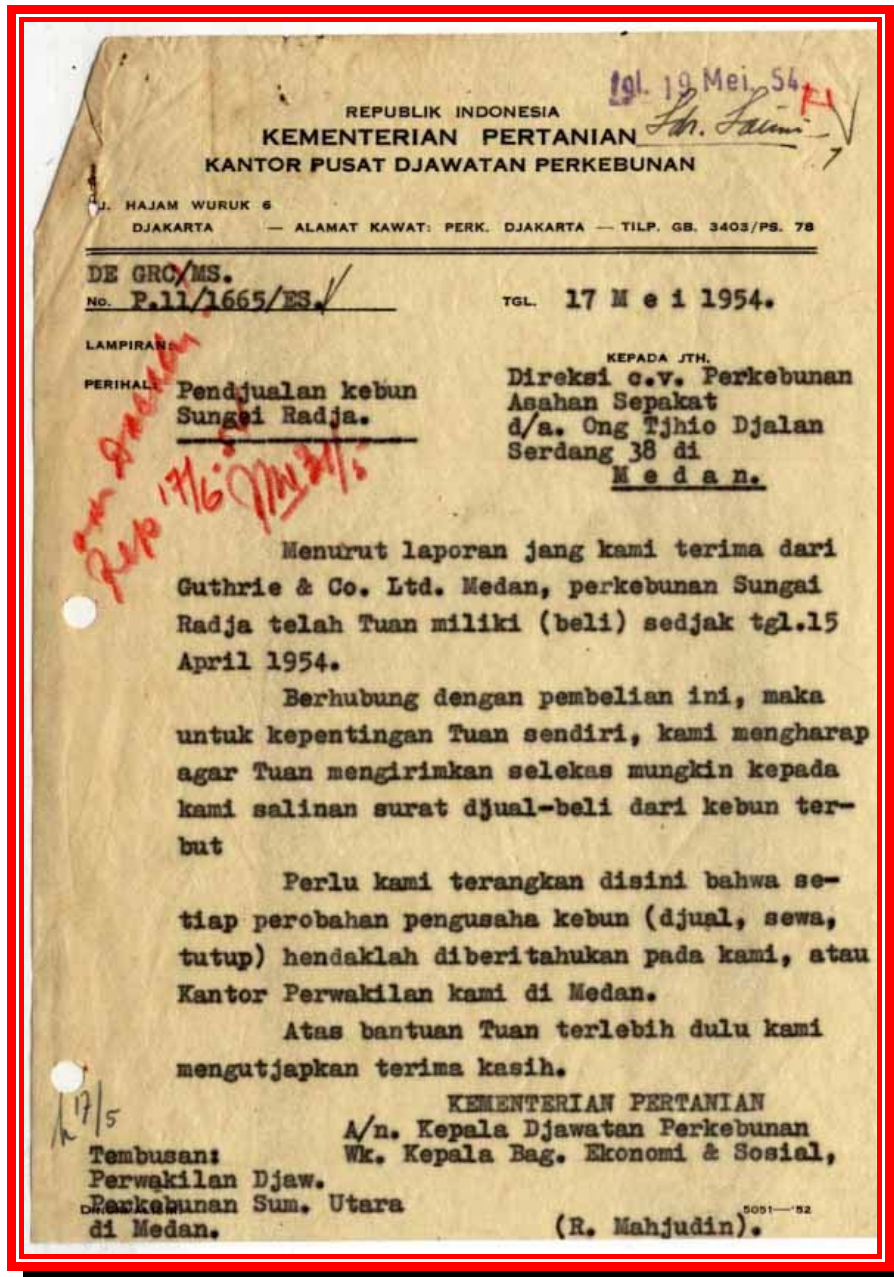 tgl. 19 Mei. 54
REPUBLIK INDONESIA
KEMENTERIAN PERTANIAN
Sdr.
KANTOR PUSAT DJAWATAN PERKEBUNAN
HAJAM WURUK 6
DJAKARTA — ALAMAT KAWAT: PERK. DJAKARTA — TILP. GB. 3403/PS. 78
DE GRC/MS.
No. P.11/1665/ES.
TGL. 17 M e i 1954.
LAMPIRAN:
PERIHAL: Pendjualan kebun
Sungei Radja.
KEPADA JTH.
Direksi c.v. Perkebunan
Asahan Sepakat
d/a. Ong Tjhio Djalan
Serdang 38 di
M e d a n.
Rep 17/6
31/5
Menurut laporan jang kami terima dari
Guthrie & Co. Ltd. Medan, perkebunan Sungai
Radja telah Tuan miliki (beli) sedjak tgl.15
April 1954.
Berhubung dengan pembelian ini, maka
untuk kepentingan Tuan sendiri, kami mengharap
agar Tuan mengirimkan selekas mungkin kepada
kami salinan surat djual-beli dari kebun ter-
but
Perlu kami terangkan disini bahwa se-
tiap perobahan pengusaha kebun (djual, sewa,
tutup) hendaklah diberitahukan pada kami, atau
Kantor Perwakilan kami di Medan.
Atas bantuan Tuan terlebih dulu kami
mengutjapkan terima kasih.
KEMENTERIAN PERTANIAN
A/n. Kepala Djawatan Perkebunan
Wk. Kepala Bag. Ekonomi & Sosial,
17/5
Tembusan:
Perwakilan Djaw.
Perkebunan Sum. Utara
di Medan.
5051—'52
(R. Mahjudin).